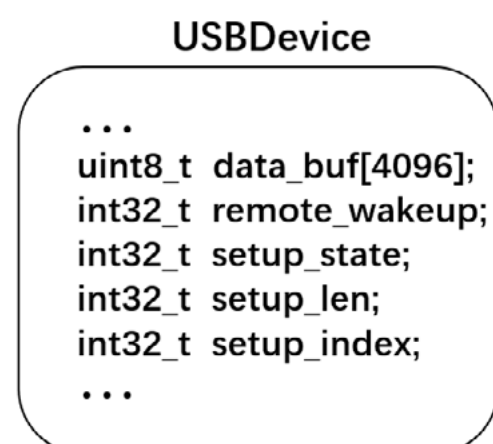 USBDevice
...
uint8_t data_buf[4096];
int32_t remote_wakeup;
int32_t setup_state;
int32_t setup_len;
int32_t setup_index;
...